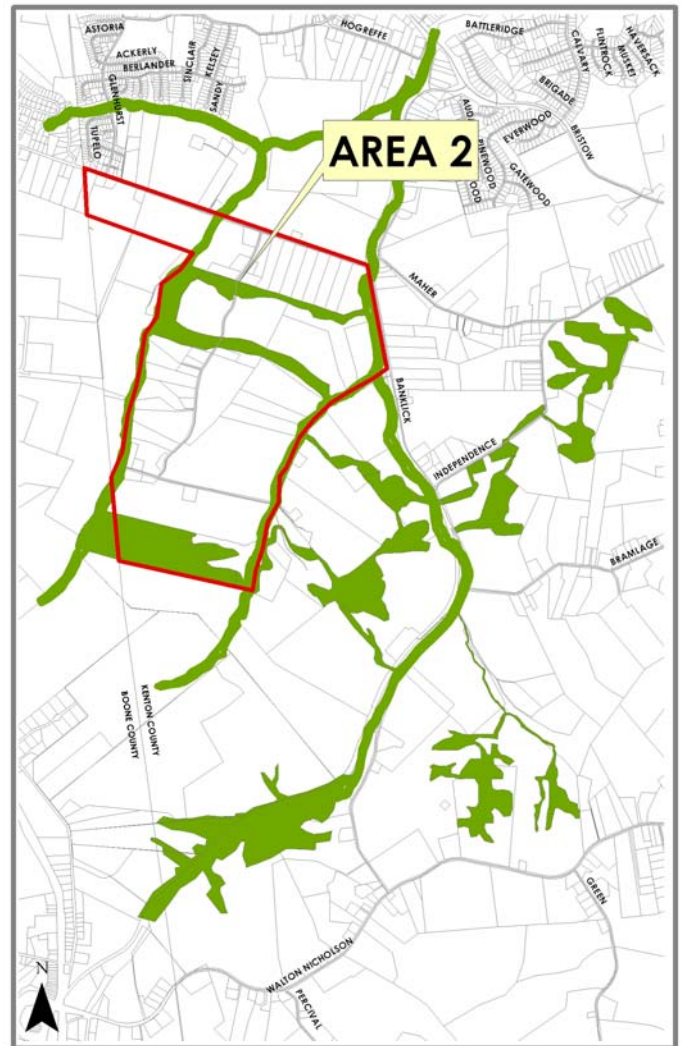 ASTORIA
HOGREFFE
BATTLERIDGE
ACKERLY
BERLANDER
SINCLAIR
KELSEY
SANDY
GLENHURST
TUPELO
CALVARY
FLINTROCK
MUSKET
HAVERSACK
BRIGADE
EVERWOOD
BRISTOW
PINEWOOD
GATEWOOD
AREA 2
MAHER
BANKLICK
INDEPENDENCE
BRAMLAGE
KENTON COUNTY
BOONE COUNTY
GREEN
WALTON NICHOLSON
PERCIVAL
N